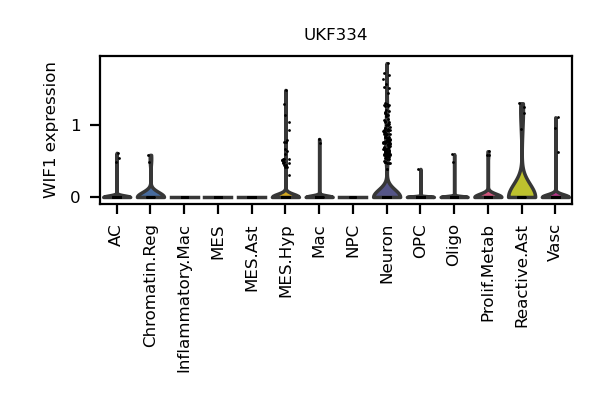 UKF334
WIF1 expression
1
0
AC
Chromatin.Reg
Inflammatory.Mac
MES
MES.Ast
MES.Hyp
Mac
NPC
Neuron
OPC
Oligo
Prolif.Metab
Reactive.Ast
Vasc